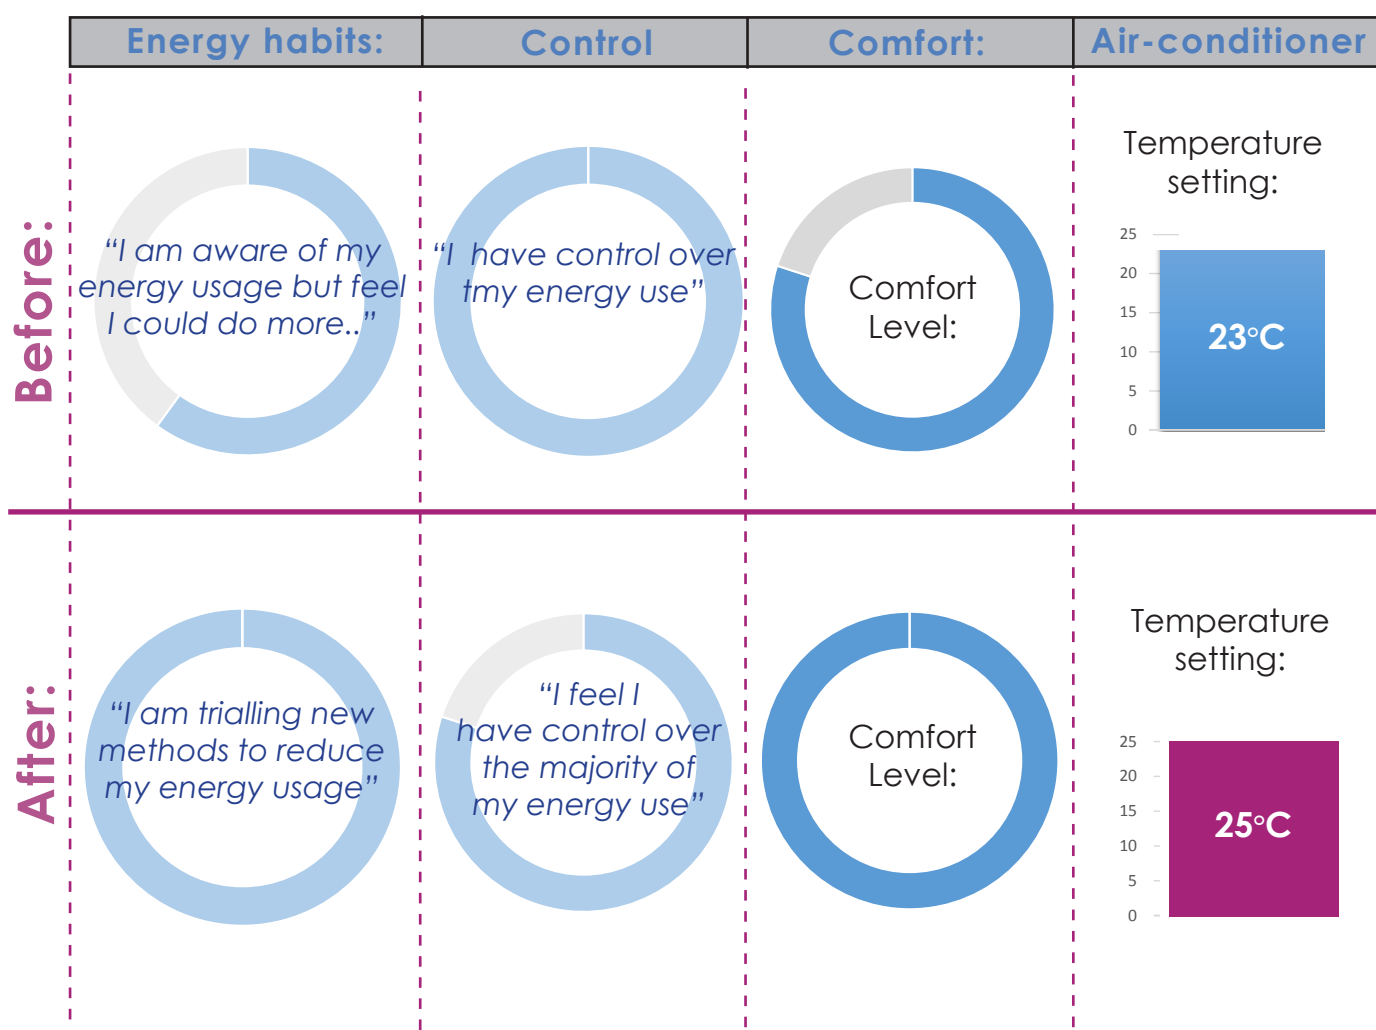 Energy habits:
Control
Comfort:
Air-conditioner
Before:
“I am aware of my
energy usage but feel
I could do more..”
“I have control over
tmy energy use”
Comfort
Level:
Temperature
setting:
25
20
15
10
5
0
23°C
After:
“I am trialling new
methods to reduce
my energy usage”
“I feel I
have control over
the majority of
my energy use”
Comfort
Level:
Temperature
setting:
25
20
15
10
5
0
25°C